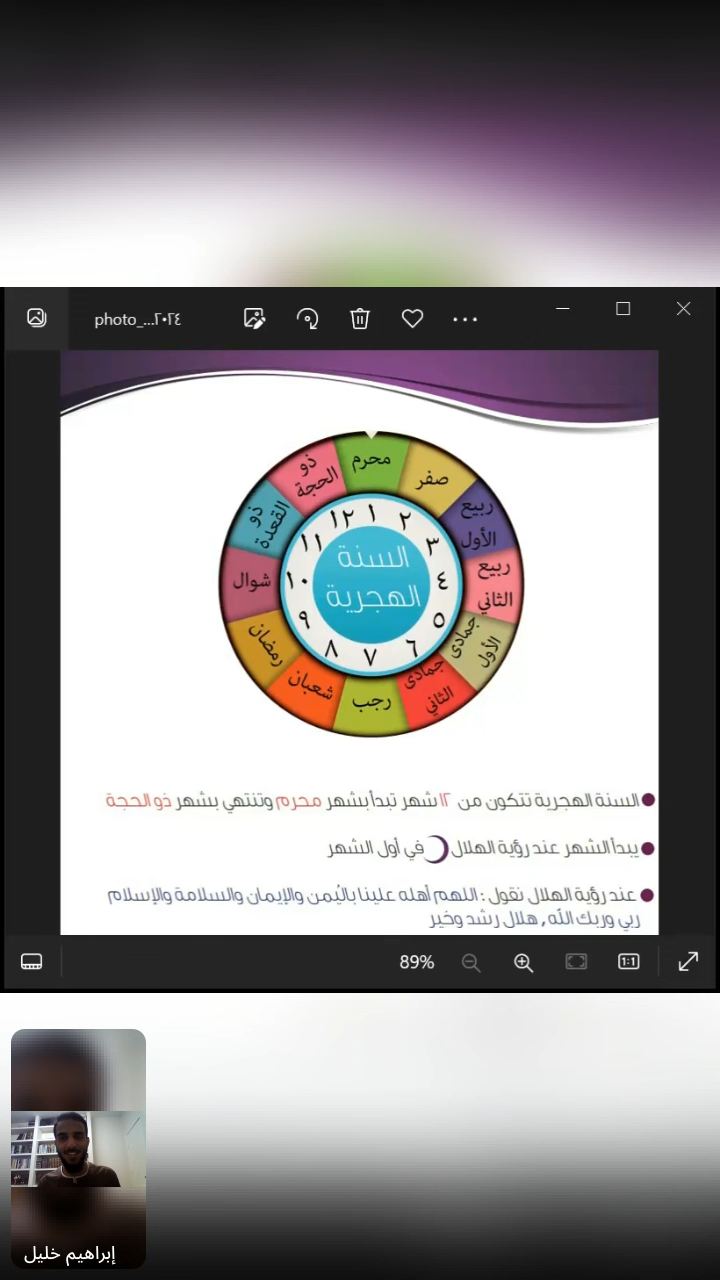 photo_...٢٠٢٤
محرم
صفر
ربيع
الأول
ربيع
الثاني
جمادى
الأول
جمادى
الثاني
رجب
شعبان
رمضان
شوال
ذو
القعدة
ذو
الحجة
١
٢
٣
٤
٥
٦
٧
٨
٩
١٠
١١
١٢
السنة
الهجرية
السنة الهجرية تتكون من ١٢ شهر تبدأ بشهر محرم وتنتهي بشهر ذو الحجة
يبدأ الشهر عند رؤية الهلال في أول الشهر
عند رؤية الهلال نقول : اللهم أهله علينا باليُمن والإيمان والسلامة والإسلام
ربي وربك الله , هلال رشد وخير
89%
1:1
إبراهيم خليل